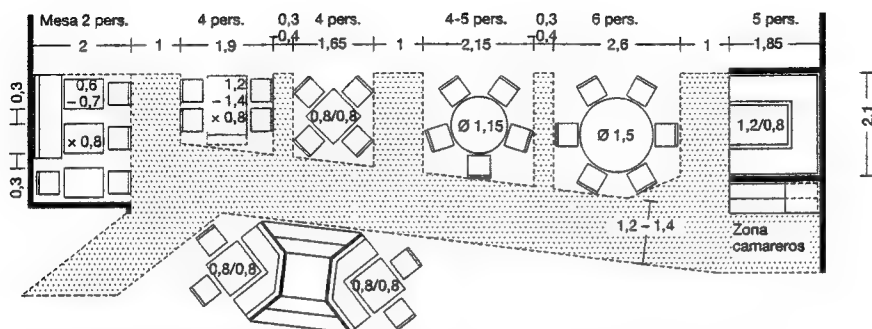 Mesa 2 pers. 4 pers. 0,3 4 pers. 4-5 pers. 0,3 6 pers. 5 pers.
2 1 1,9 -0,4 1,65 1 2,15 -0,4 2,6 1 1,85
0,3
0,6
- 0,7
x 0,8
0,3
1,2
- 1,4
x 0,8
0,8/0,8
Ø 1,15
Ø 1,5
1,2/0,8
2,1
1,2 – 1,4
Zona
camareros
0,8/0,8
0,8/0,8